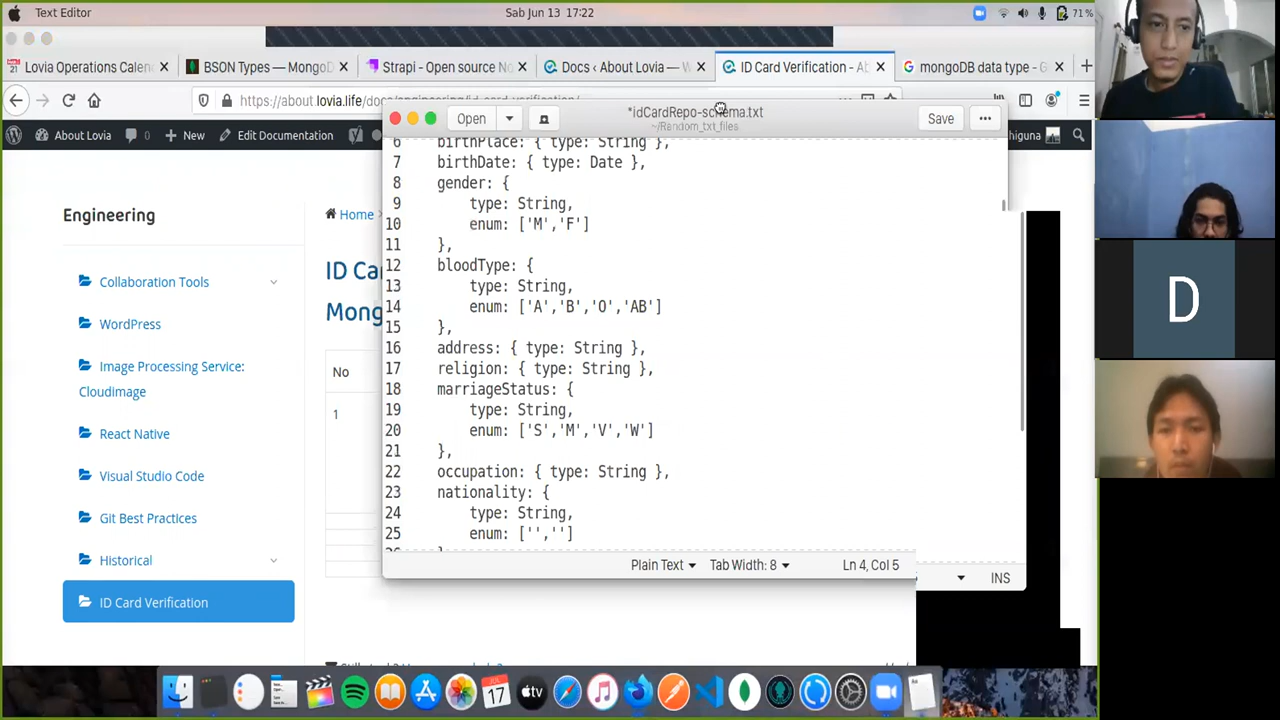 Text Editor
Sab Jun 13 17:22
71%
Lovia Operations Calen
BSON Types — MongoD
Strapi - Open source No
Docs ‹ About Lovia — W
ID Card Verification - Ab
mongoDB data type - G
https://about.lovia.life/
About Lovia
New
Edit Documentation
higuna
Open
*idCardRepo-schema.txt
~/Random_txt_files
Save
Engineering
Collaboration Tools
WordPress
Image Processing Service:
Cloudimage
React Native
Visual Studio Code
Git Best Practices
Historical
ID Card Verification
Home
ID Ca
Mong
No
1
6 birthPlace: { type: String },
7 birthDate: { type: Date },
8 gender: {
9 type: String,
10 enum: ['M','F']
11 },
12 bloodType: {
13 type: String,
14 enum: ['A','B','O','AB']
15 },
16 address: { type: String },
17 religion: { type: String },
18 marriageStatus: {
19 type: String,
20 enum: ['S','M','V','W']
21 },
22 occupation: { type: String },
23 nationality: {
24 type: String,
25 enum: ['','']
Plain Text
Tab Width: 8
Ln 4, Col 5
INS
D
JUN
17
tv